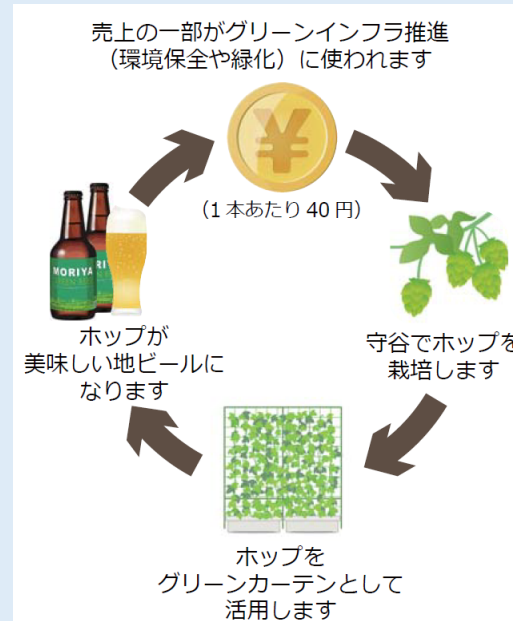 売上の一部がグリーンインフラ推進
（環境保全や緑化）に使われます
¥
（1 本あたり 40 円）
MORIYA
MORIYA
ホップが
美味しい地ビールに
なります
守谷でホップを
栽培します
ホップを
グリーンカーテンとして
活用します